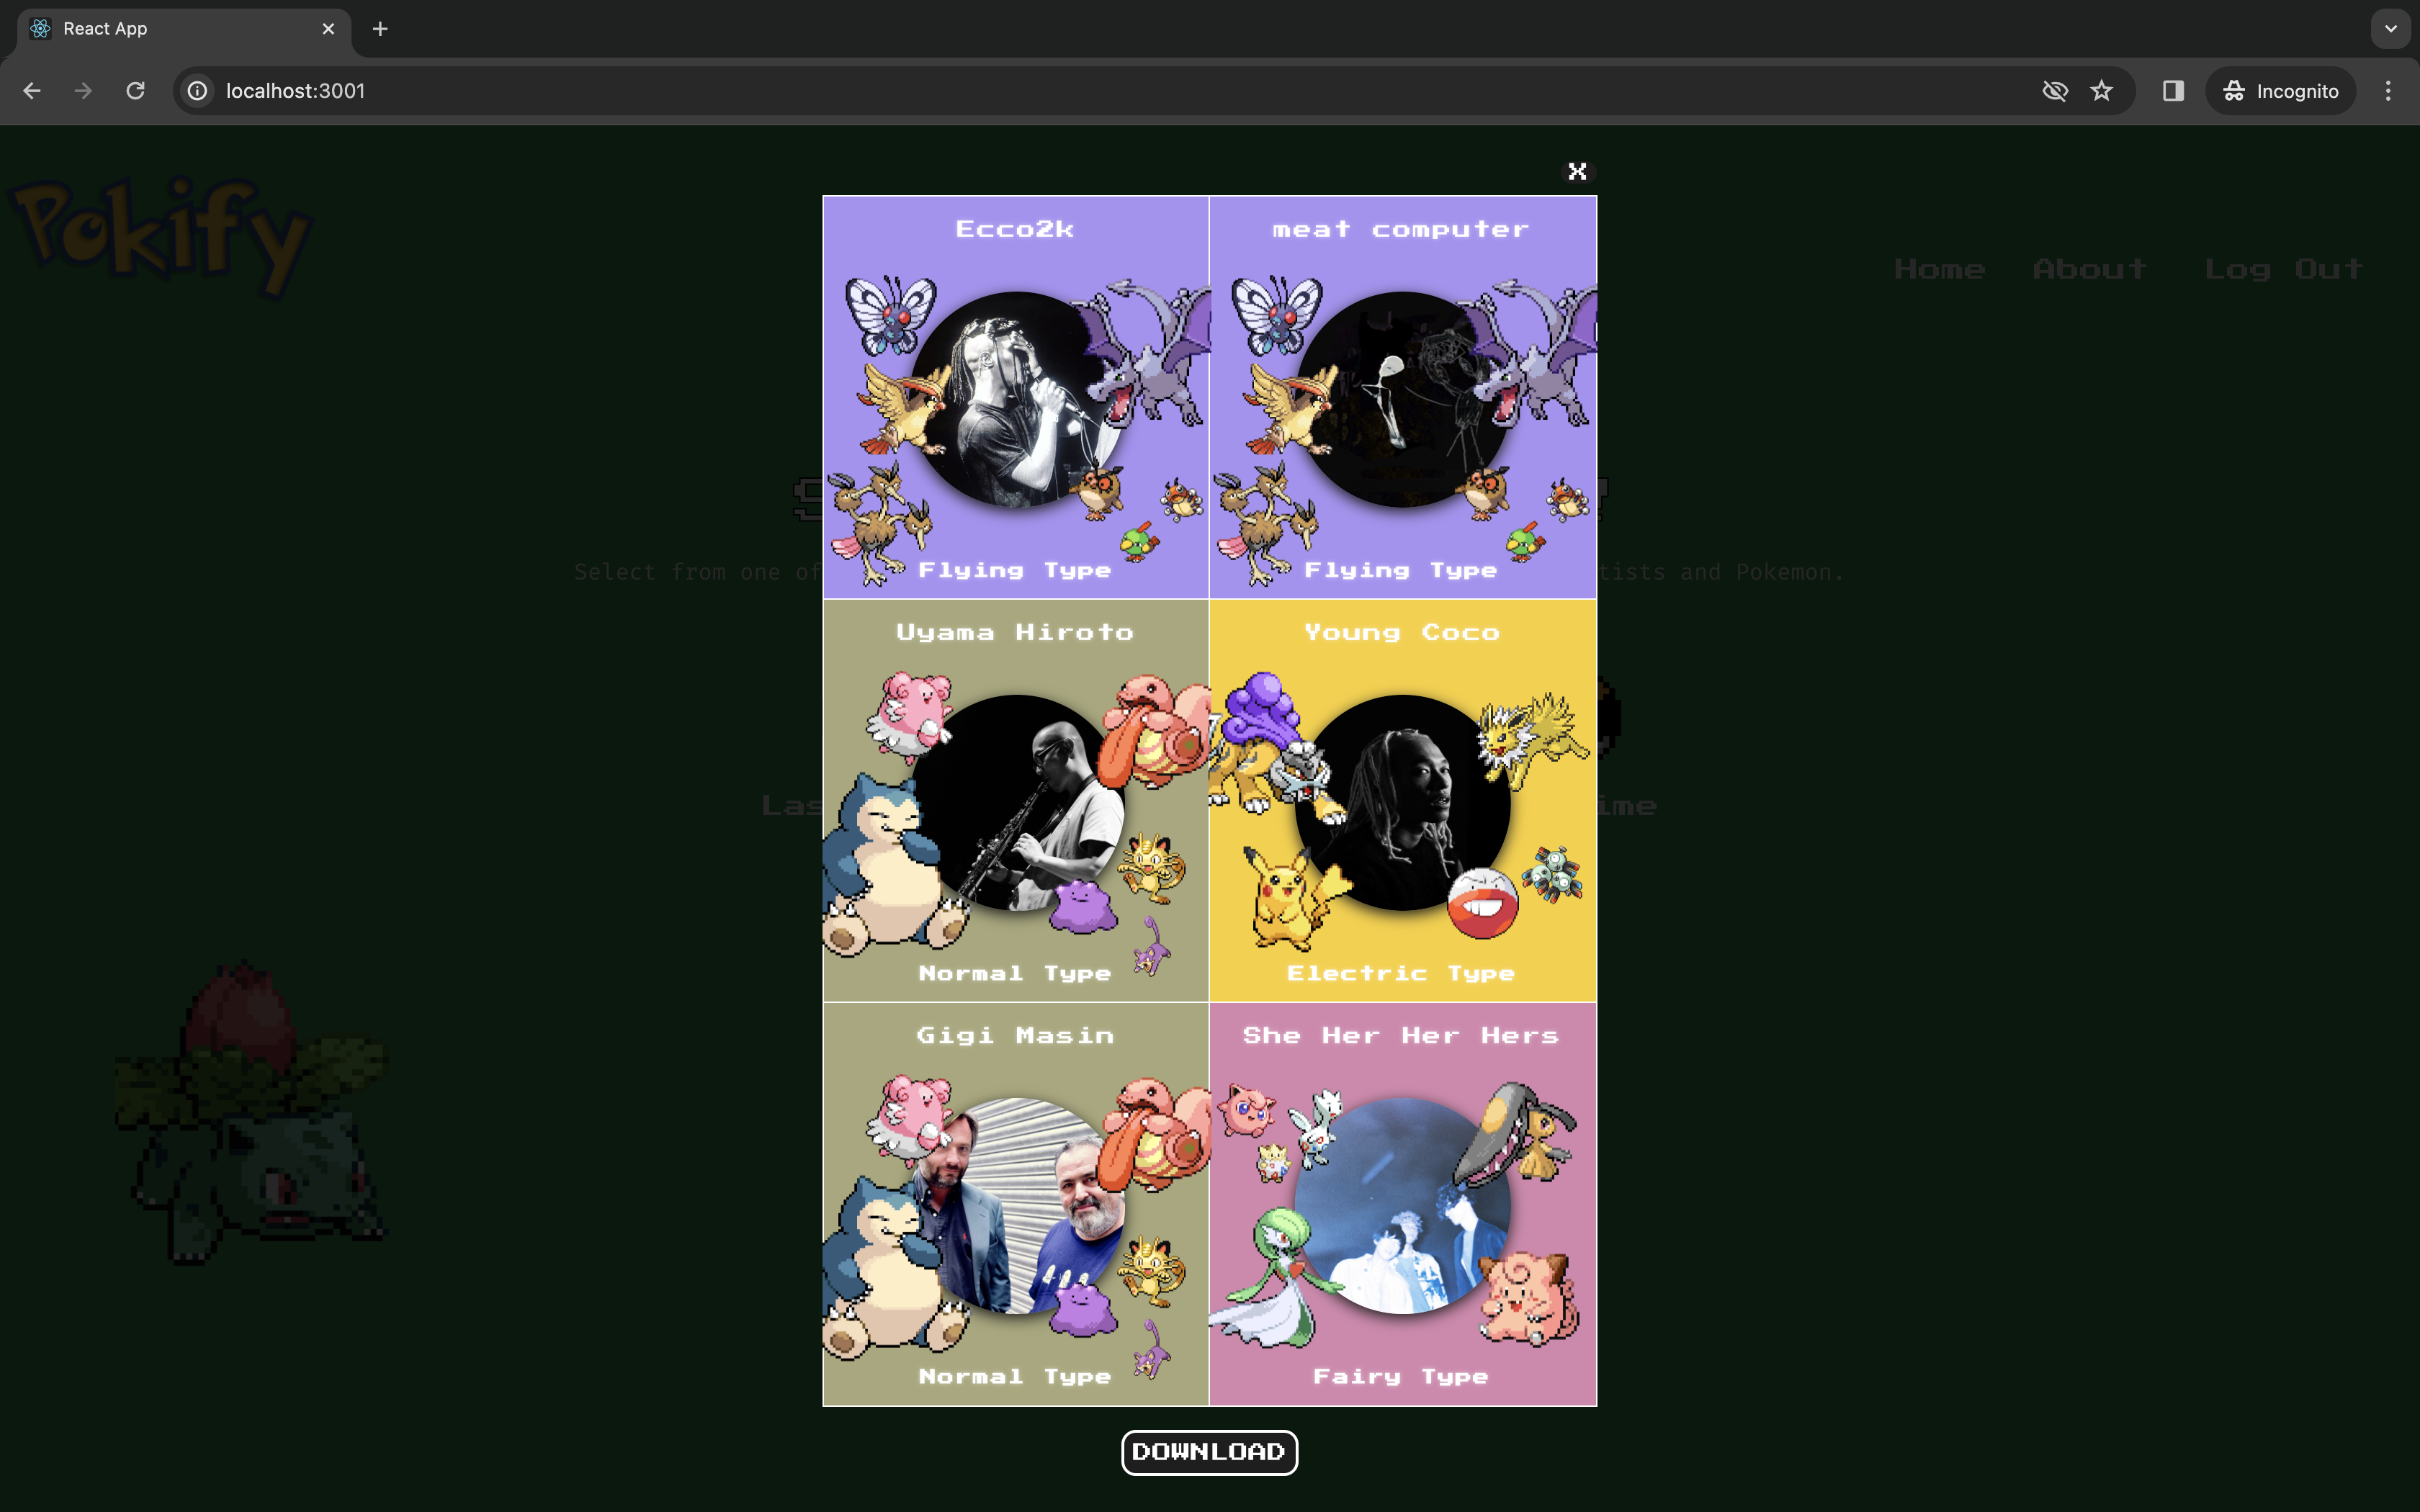 React App
localhost:3001
Incognito
X
Pokify
Home About Log Out
Ecco2k
meat computer
Select from one of
tists and Pokemon.
Flying Type
Flying Type
Uyama Hiroto
Young Coco
Las
ime
Normal Type
Electric Type
Gigi Masin
She Her Her Hers
Normal Type
Fairy Type
DOWNLOAD